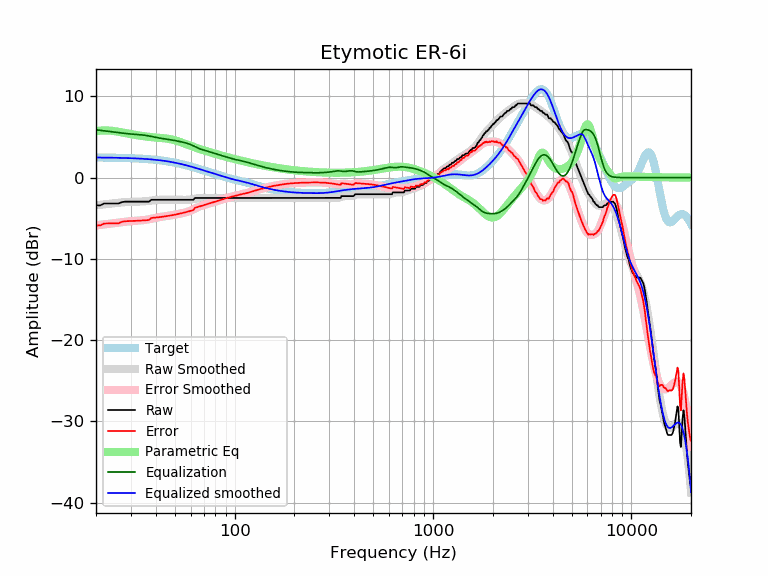 Etymotic ER-6i
10
0
−10
−20
−30
−40
Amplitude (dBr)
Target
Raw Smoothed
Error Smoothed
Raw
Error
Parametric Eq
Equalization
Equalized smoothed
100
1000
10000
Frequency (Hz)